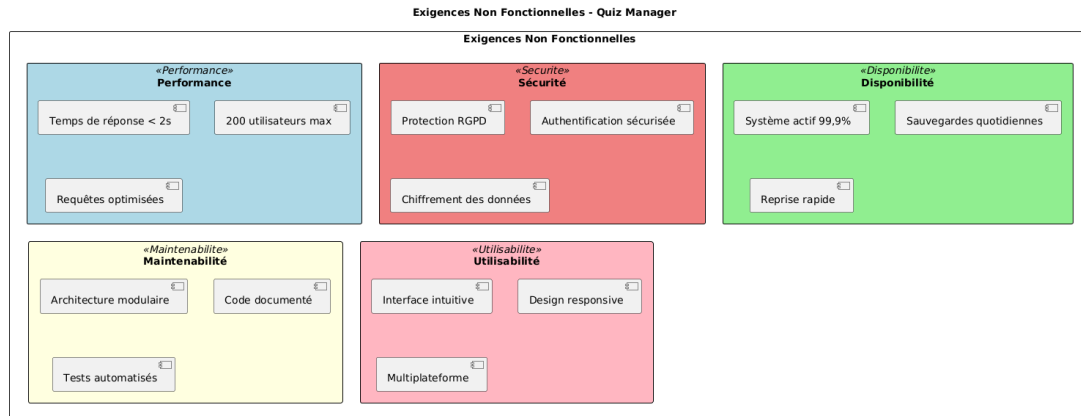 Exigences Non Fonctionnelles - Quiz Manager
Exigences Non Fonctionnelles
«Performance»
Performance
Temps de réponse < 2s
200 utilisateurs max
Requêtes optimisées
«Securite»
Sécurité
Protection RGPD
Authentification sécurisée
Chiffrement des données
«Disponibilite»
Disponibilité
Système actif 99,9%
Sauvegardes quotidiennes
Reprise rapide
«Maintenabilite»
Maintenabilité
Architecture modulaire
Code documenté
Tests automatisés
«Utilisabilite»
Utilisabilité
Interface intuitive
Design responsive
Multiplateforme